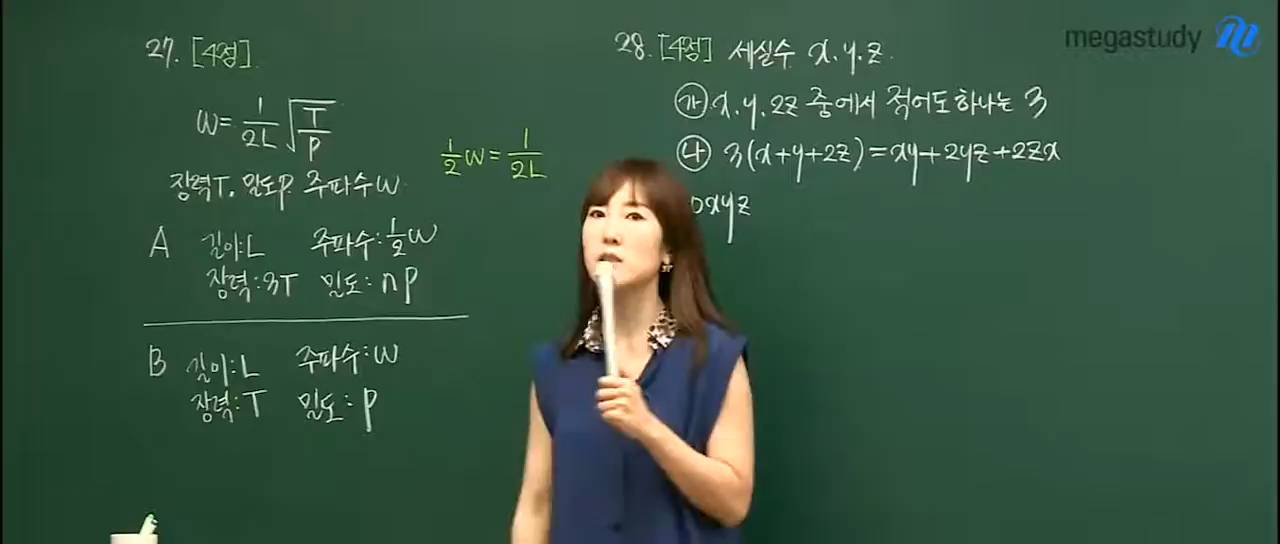 27. [4점]
w = 1/2L √T/P
장력T. 밀도P. 주파수w.
A 길이:L 주파수:1/2 w
장력:3T 밀도:nP
B 길이:L 주파수:w
장력:T 밀도:P
1/2 w = 1/2L
28. [4점] 세실수 x.y.z.
㉮ x.y.2z 중에서 적어도 하나는 3
㉯ 3(x+y+2z)=xy+2yz+2zx
0xyz
megastudy